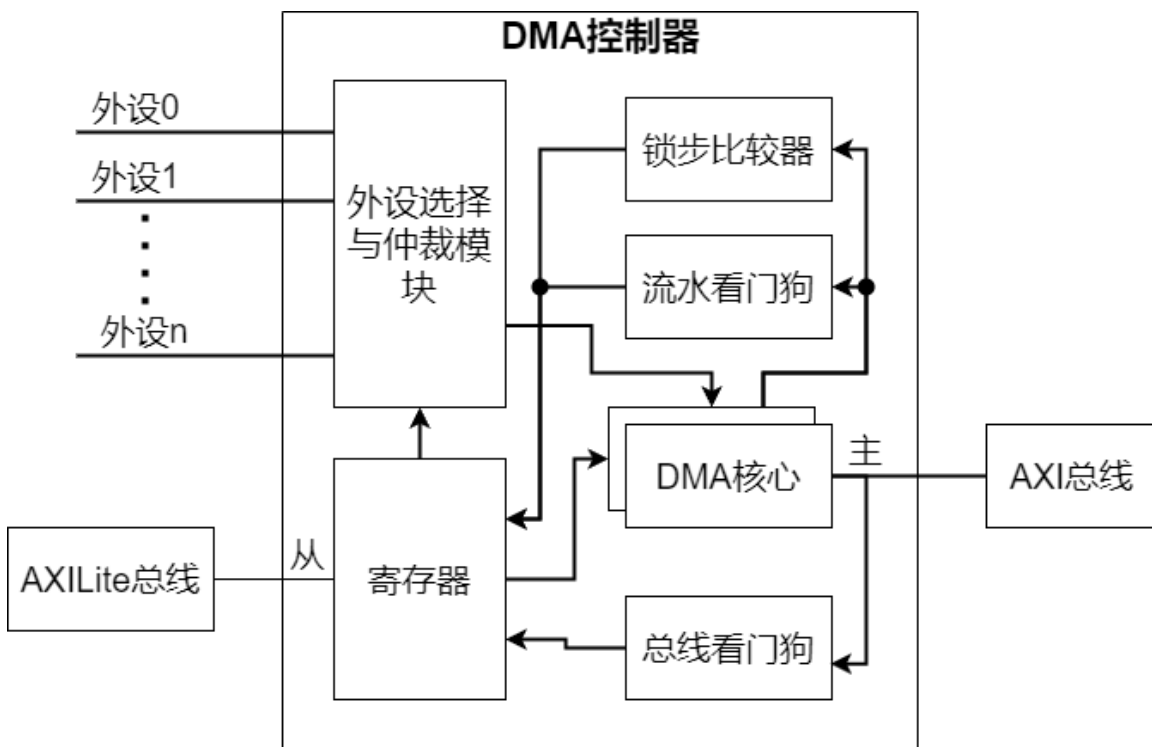 DMA控制器
外设0
外设1
外设n
外设选择
与仲裁模
块
锁步比较器
流水看门狗
DMA核心
主
AXI总线
AXILite总线
从
寄存器
总线看门狗